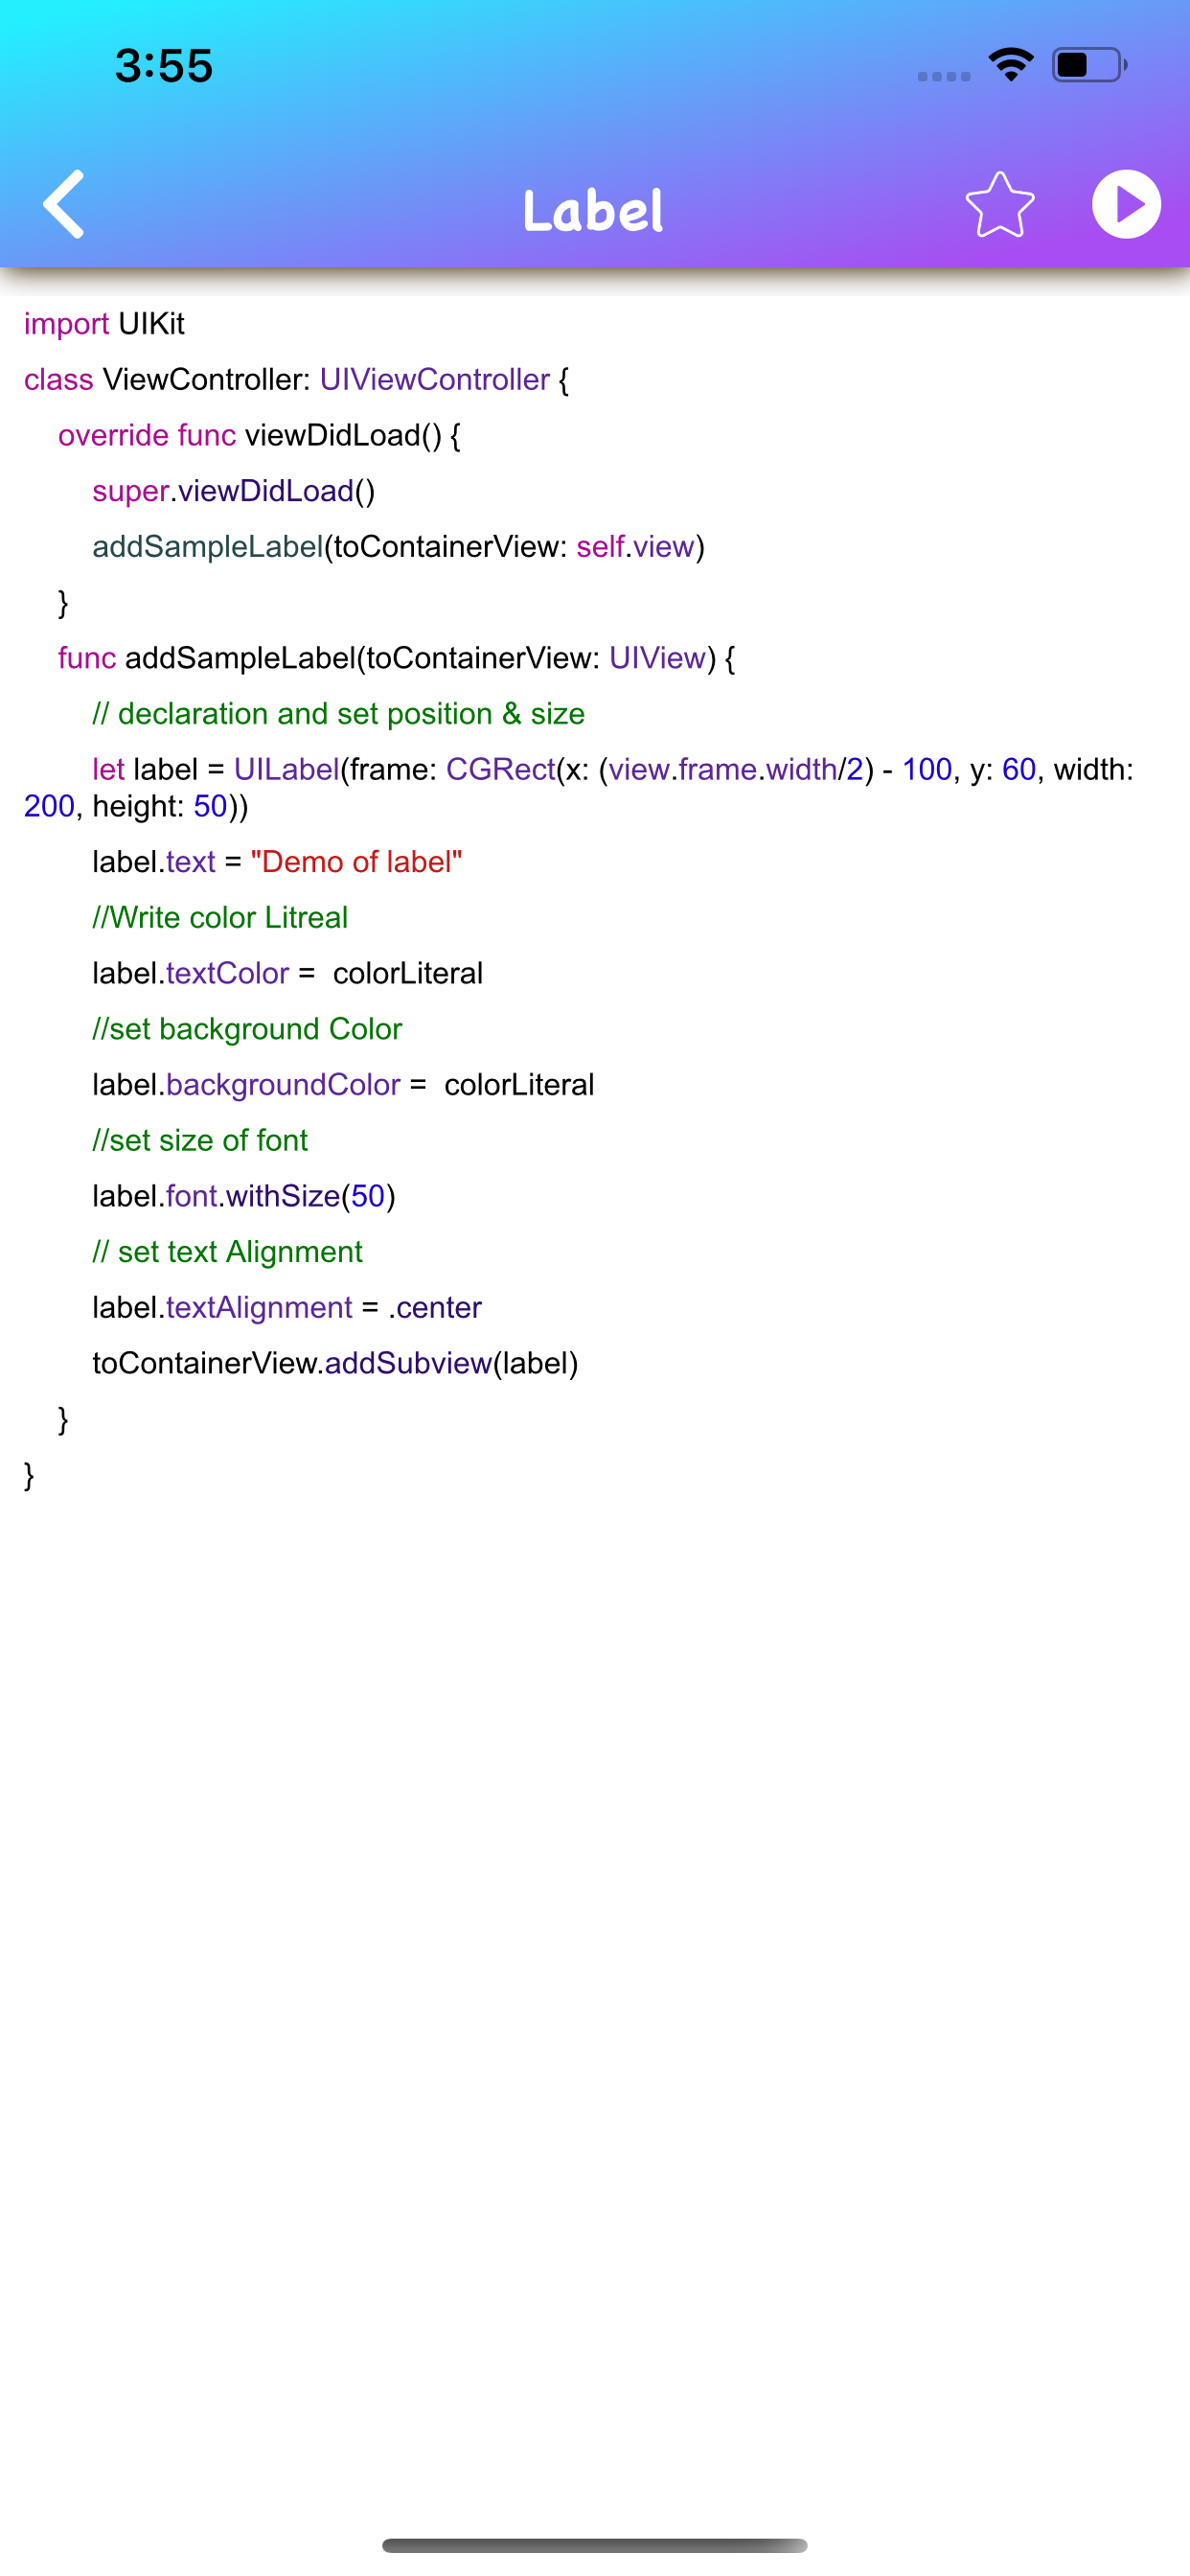 3:55
Label
import UIKit
class ViewController: UIViewController {
override func viewDidLoad() {
super.viewDidLoad()
addSampleLabel(toContainerView: self.view)
}
func addSampleLabel(toContainerView: UIView) {
// declaration and set position & size
let label = UILabel(frame: CGRect(x: (view.frame.width/2) - 100, y: 60, width:
200, height: 50))
label.text = "Demo of label"
//Write color Litreal
label.textColor =  colorLiteral
//set background Color
label.backgroundColor =  colorLiteral
//set size of font
label.font.withSize(50)
// set text Alignment
label.textAlignment = .center
toContainerView.addSubview(label)
}
}